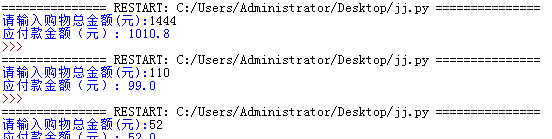 =============== RESTART: C:/Users/Administrator/Desktop/jj.py ===============
请输入购物总金额(元):1444
应付款金额（元）: 1010.8
>>>
=============== RESTART: C:/Users/Administrator/Desktop/jj.py ===============
请输入购物总金额(元):110
应付款金额（元）: 99.0
>>>
=============== RESTART: C:/Users/Administrator/Desktop/jj.py ===============
请输入购物总金额(元):52
应付款金额（元）: 52.0